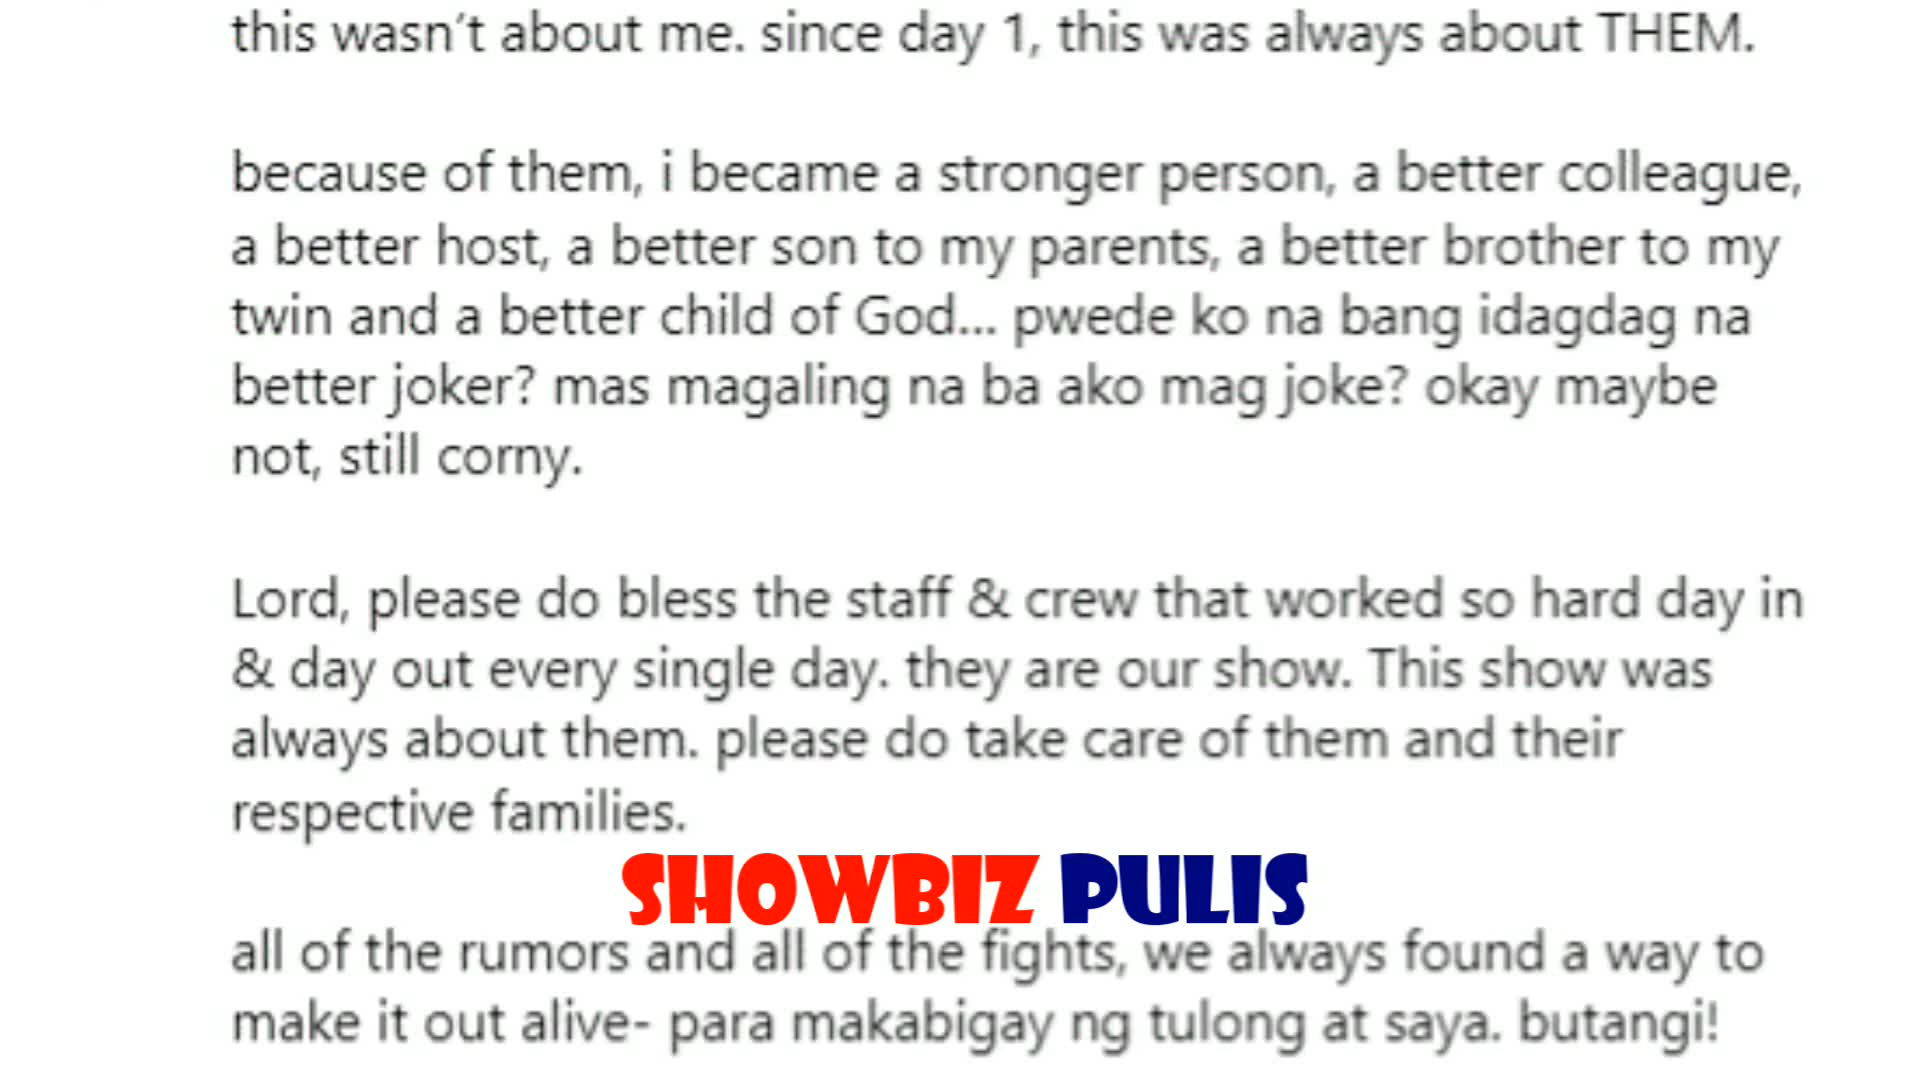 this wasn’t about me. since day 1, this was always about THEM.
because of them, i became a stronger person, a better colleague,
a better host, a better son to my parents, a better brother to my
twin and a better child of God... pwede ko na bang idagdag na
better joker? mas magaling na ba ako mag joke? okay maybe
not, still corny.
Lord, please do bless the staff & crew that worked so hard day in
& day out every single day. they are our show. This show was
always about them. please do take care of them and their
respective families.
SHOWBIZ PULIS
all of the rumors and all of the fights, we always found a way to
make it out alive- para makabigay ng tulong at saya. butangi!